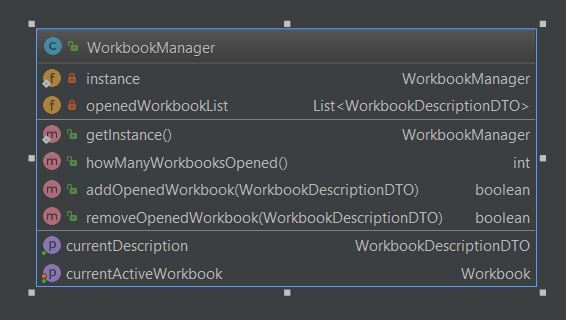 C WorkbookManager
f instance WorkbookManager
f openedWorkbookList List<WorkbookDescriptionDTO>
m getInstance() WorkbookManager
m howManyWorkbooksOpened() int
m addOpenedWorkbook(WorkbookDescriptionDTO) boolean
m removeOpenedWorkbook(WorkbookDescriptionDTO) boolean
p currentDescription WorkbookDescriptionDTO
p currentActiveWorkbook Workbook